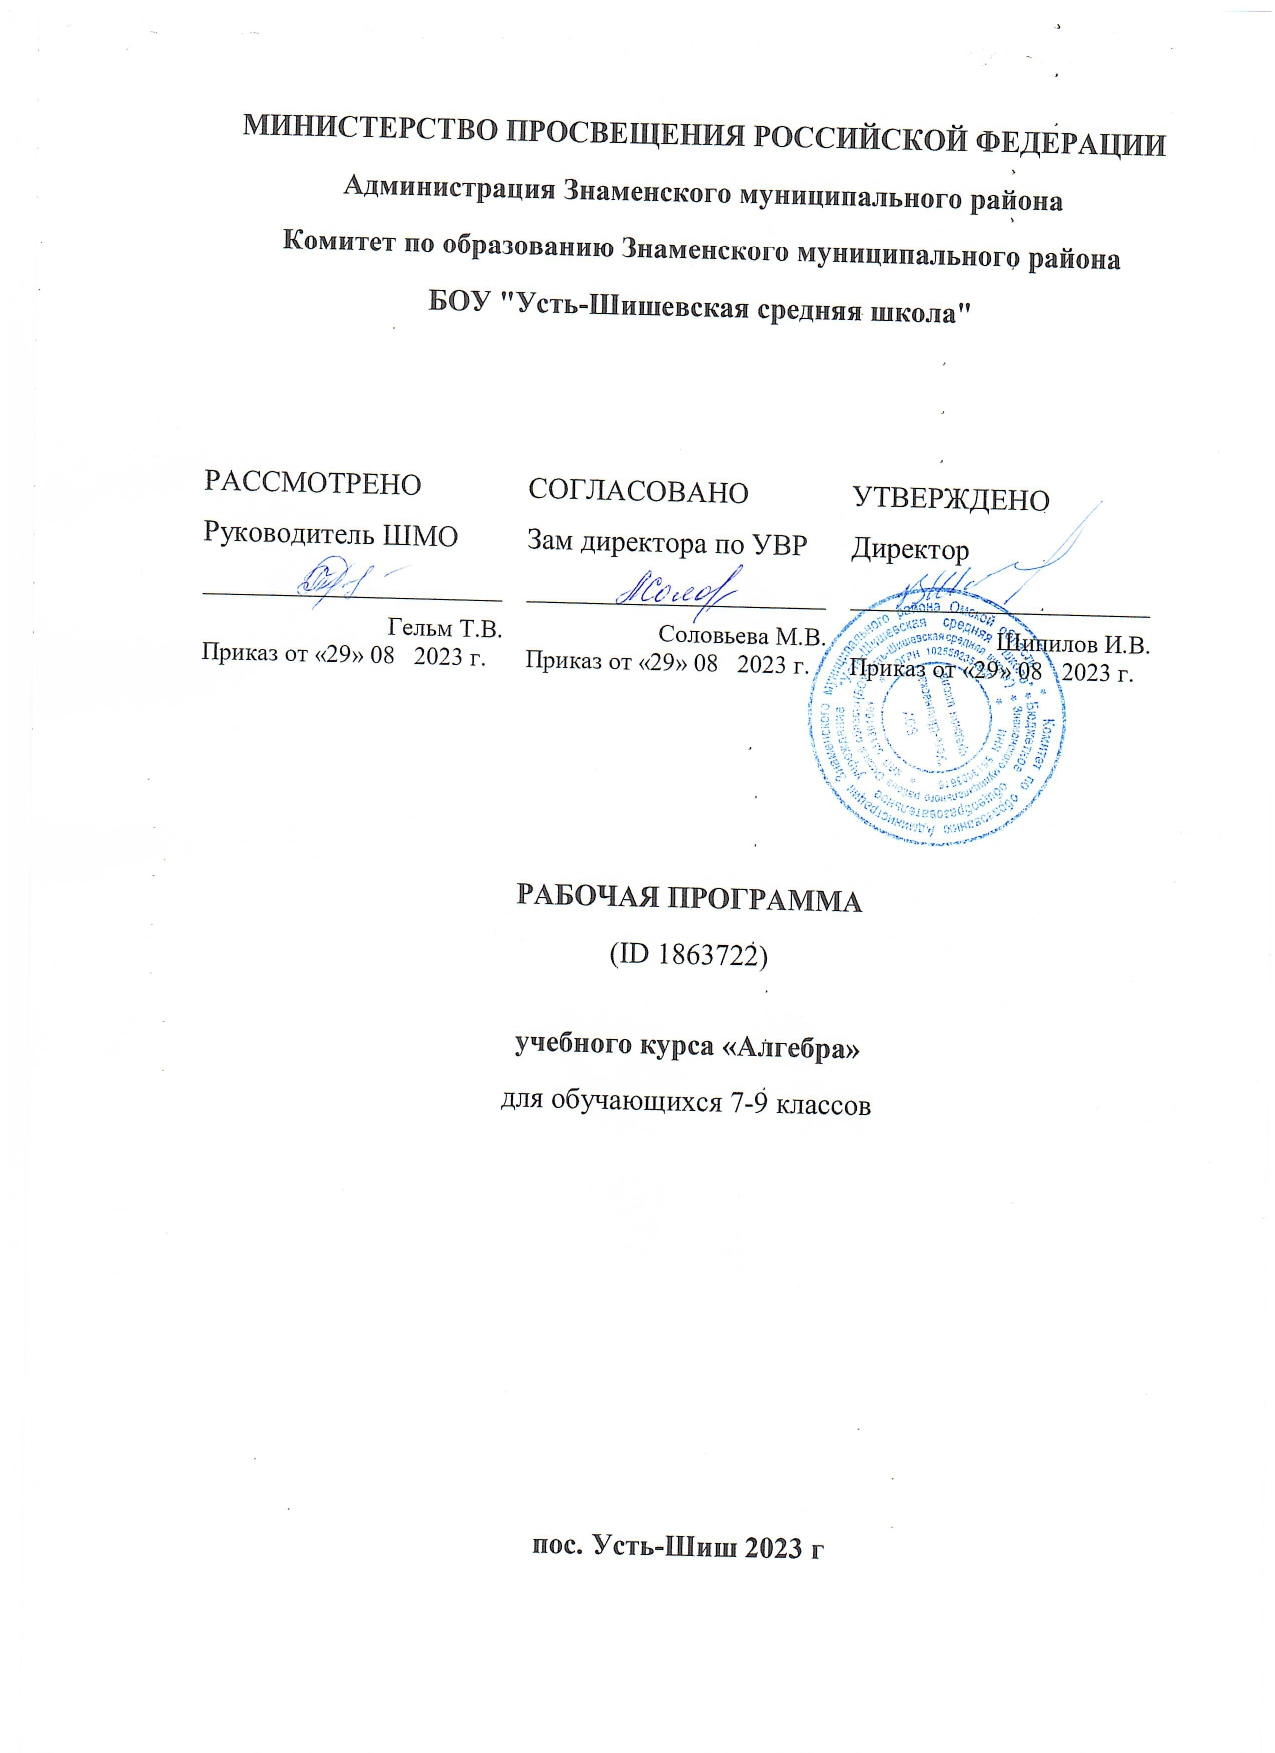 МИНИСТЕРСТВО ПРОСВЕЩЕНИЯ РОССИЙСКОЙ ФЕДЕРАЦИИ
Администрация Знаменского муниципального района
Комитет по образованию Знаменского муниципального района
БОУ "Усть-Шишевская средняя школа"
РАССМОТРЕНО
Руководитель ШМО
Гельм Т.В.
Приказ от «29» 08 2023 г.
СОГЛАСОВАНО
Зам директора по УВР
Соловьева М.В.
Приказ от «29» 08 2023 г.
УТВЕРЖДЕНО
Директор
Шипилов И.В.
Приказ от «29» 08 2023 г.
РАБОЧАЯ ПРОГРАММА
(ID 1863722)
учебного курса «Алгебра»
для обучающихся 7-9 классов
пос. Усть-Шиш 2023 г